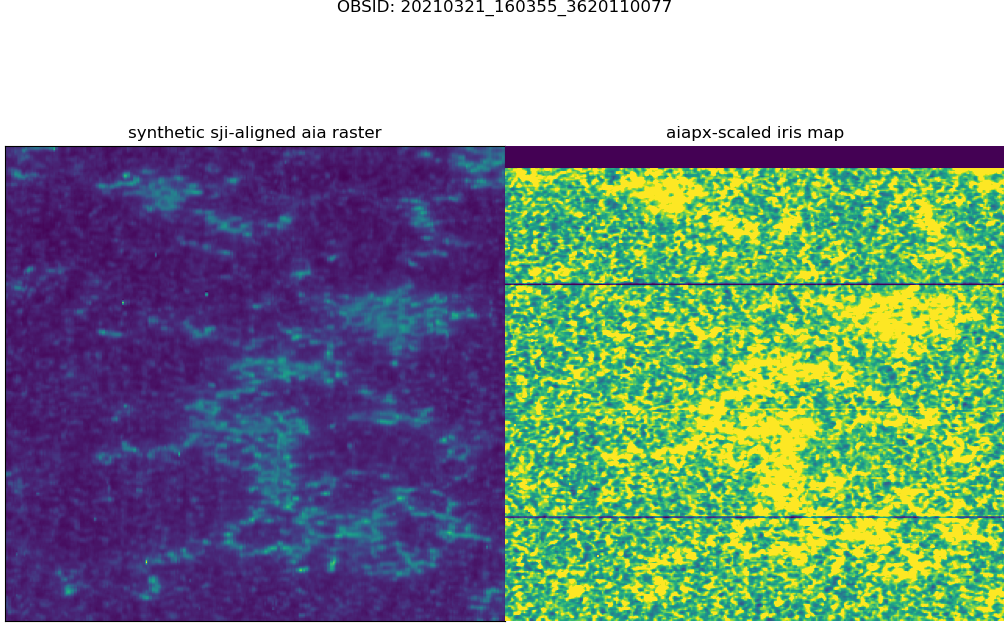 OBSID: 20210321_160355_3620110077
synthetic sji-aligned aia raster
aiapx-scaled iris map